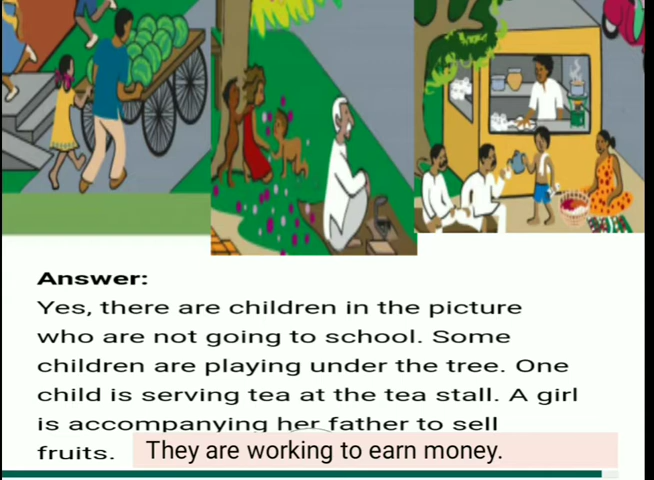 Answer:
Yes, there are children in the picture
who are not going to school. Some
children are playing under the tree. One
child is serving tea at the tea stall. A girl
is accompanying her father to sell
fruits. They are working to earn money.